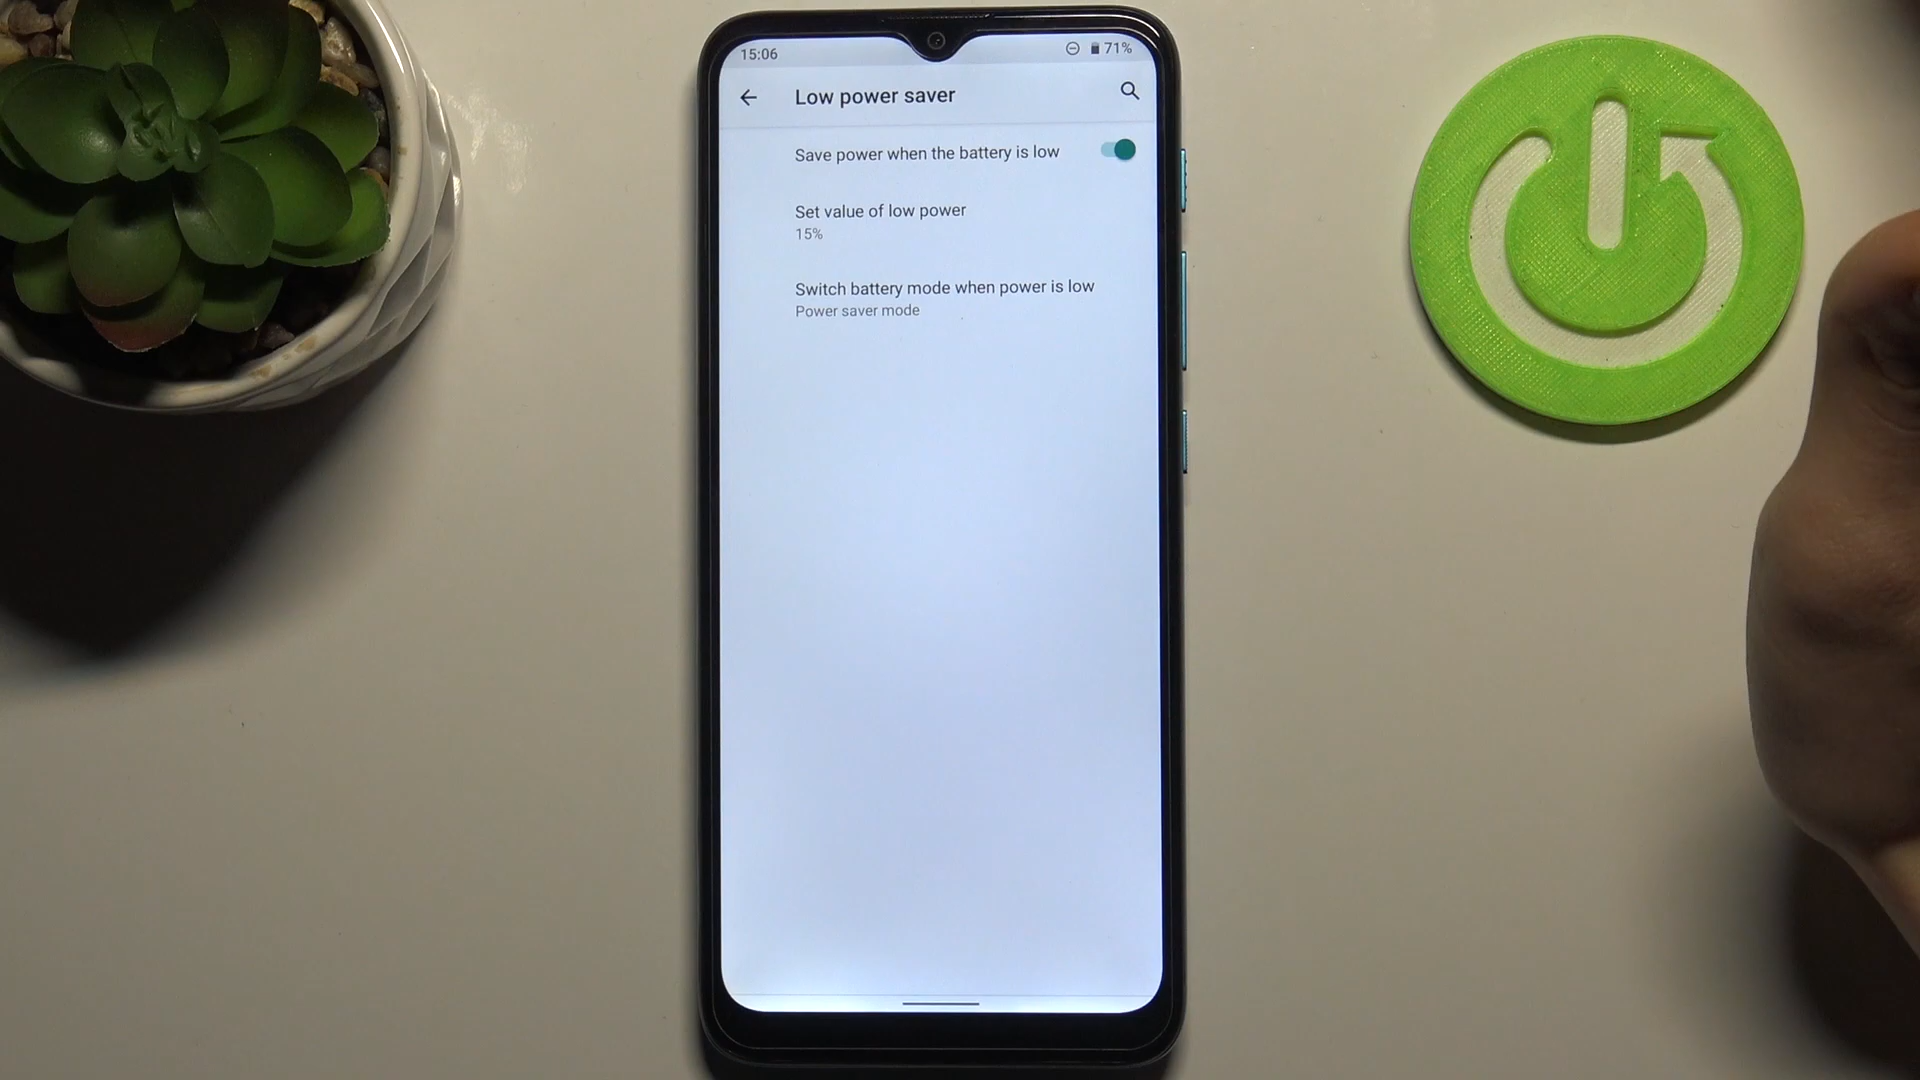 15:06
71%
Low power saver
Save power when the battery is low
Set value of low power
15%
Switch battery mode when power is low
Power saver mode